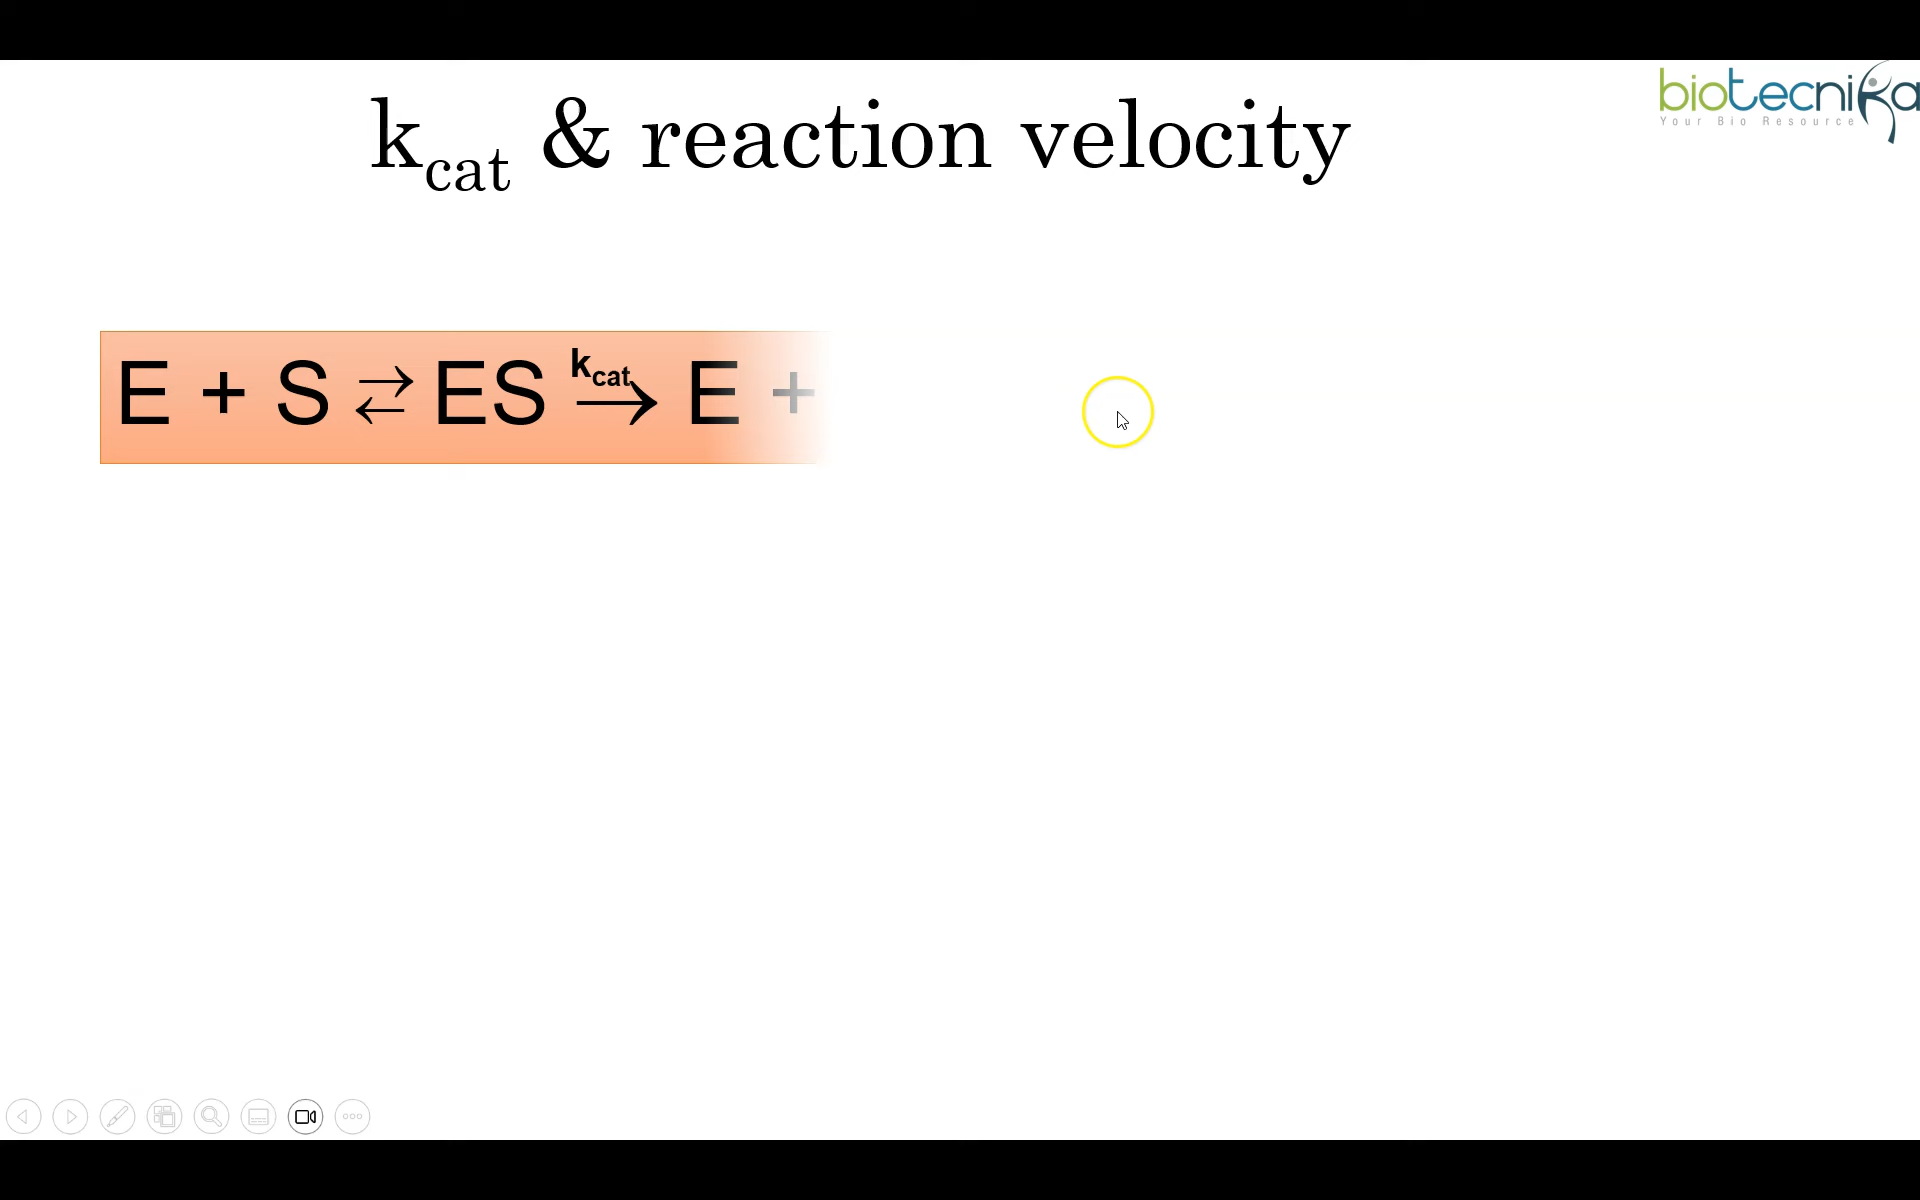 biotecnika
Your Bio Resource
kcat & reaction velocity
E + S ⇄ ES kcat → E +